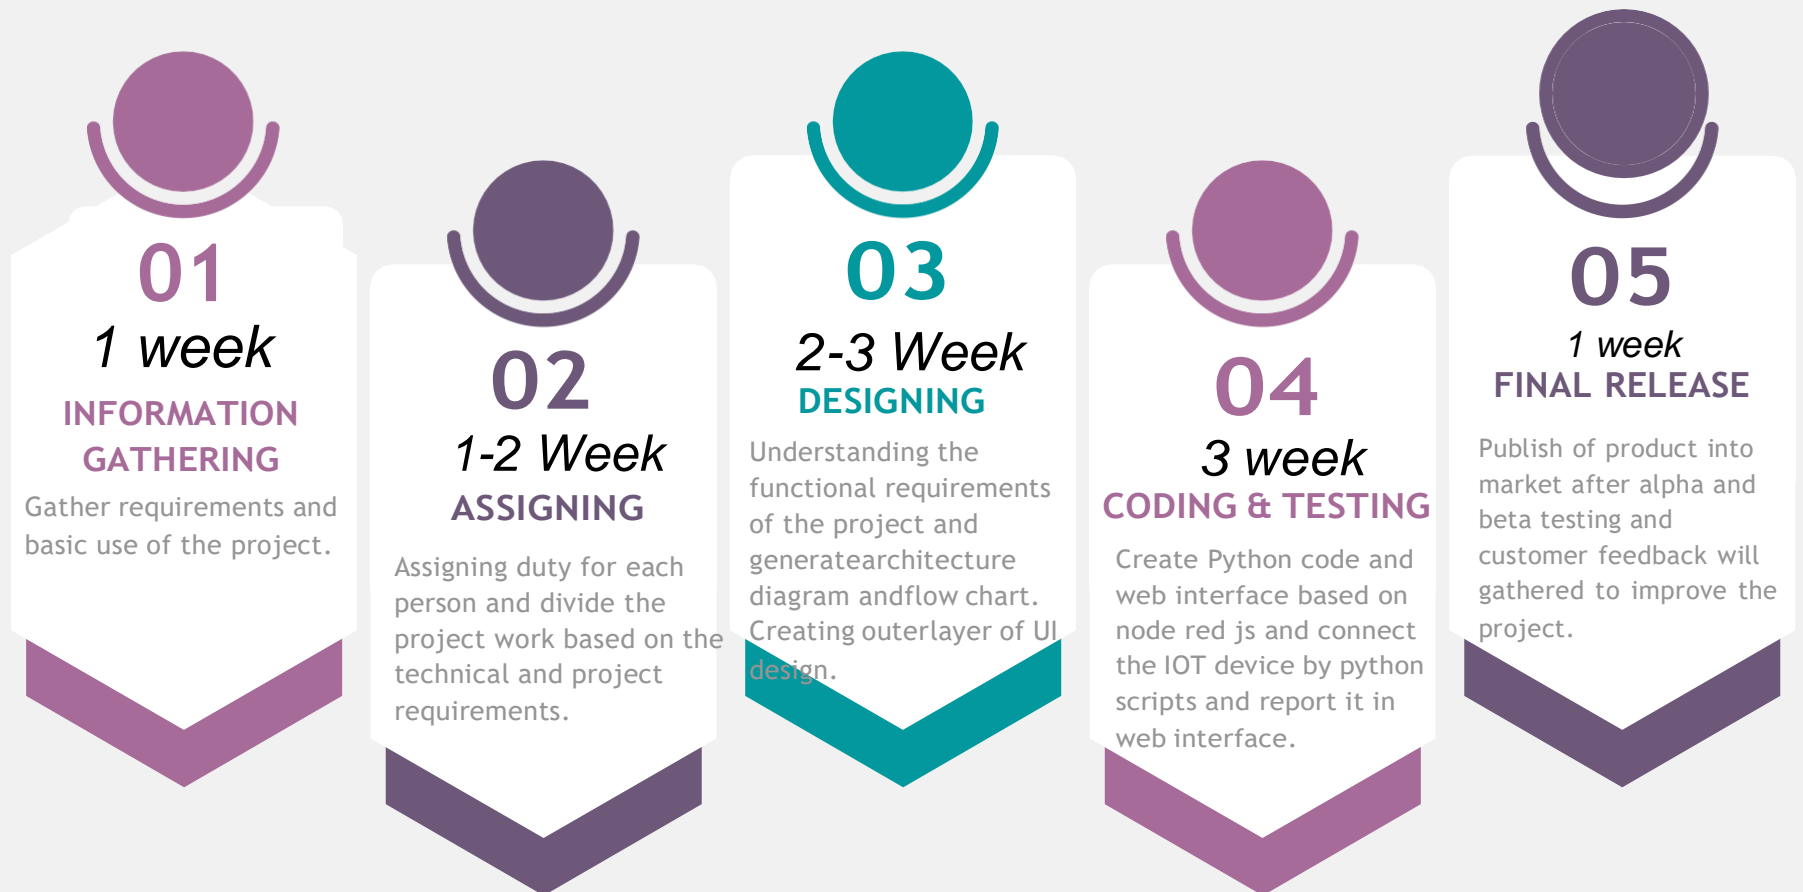 01
1 week
INFORMATION
GATHERING
Gather requirements and
basic use of the project.
02
1-2 Week
ASSIGNING
Assigning duty for each
person and divide the
project work based on the
technical and project
requirements.
03
2-3 Week
DESIGNING
Understanding the
functional requirements
of the project and
generatearchitecture
diagram andflow chart.
Creating outerlayer of UI
design.
04
3 week
CODING & TESTING
Create Python code and
web interface based on
node red js and connect
the IOT device by python
scripts and report it in
web interface.
05
1 week
FINAL RELEASE
Publish of product into
market after alpha and
beta testing and
customer feedback will
gathered to improve the
project.